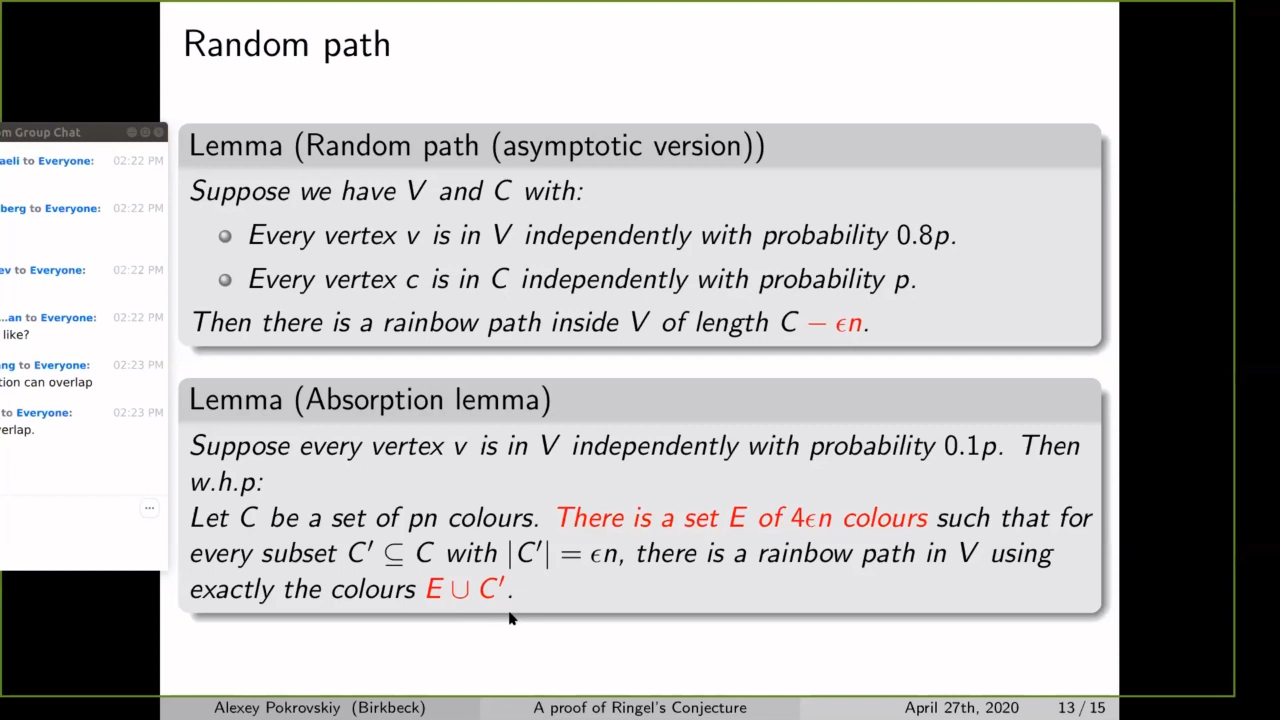 Random path
Lemma (Random path (asymptotic version))
Suppose we have V and C with:
Every vertex v is in V independently with probability 0.8p.
Every vertex c is in C independently with probability p.
Then there is a rainbow path inside V of length C − ϵn.
Lemma (Absorption lemma)
Suppose every vertex v is in V independently with probability 0.1p. Then
w.h.p:
Let C be a set of pn colours. There is a set E of 4ϵn colours such that for
every subset C′ ⊆ C with |C′| = ϵn, there is a rainbow path in V using
exactly the colours E ∪ C′.
Alexey Pokrovskiy (Birkbeck) A proof of Ringel's Conjecture April 27th, 2020 13 / 15
Group Chat
to Everyone: 02:22 PM
to Everyone: 02:22 PM
to Everyone: 02:22 PM
to Everyone: 02:22 PM
like?
to Everyone: 02:23 PM
can overlap
to Everyone: 02:23 PM